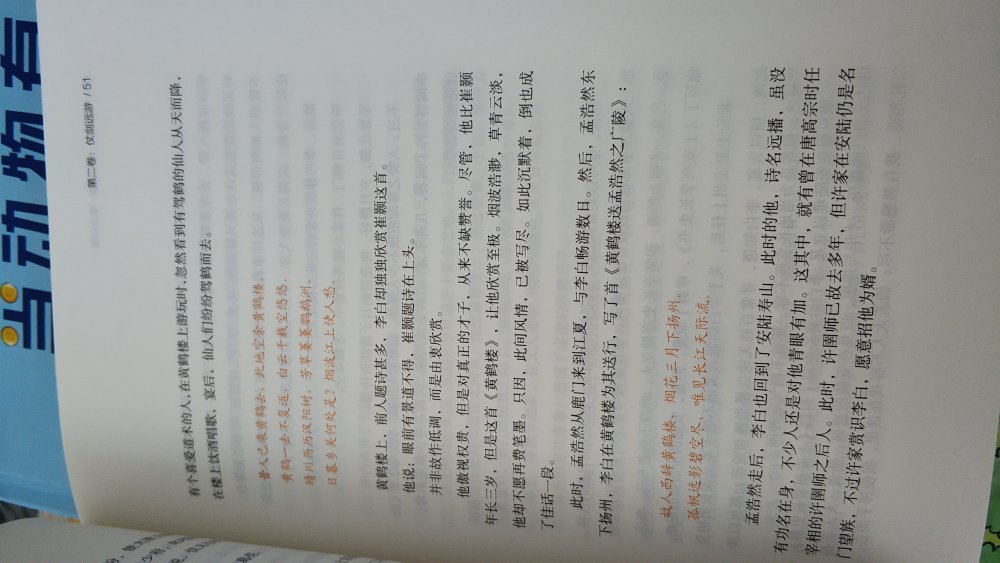 当动物有
第二卷：仗剑远游 / 51
有个喜爱道术的人，在黄鹤楼上游玩时，忽然看到有驾鹤的仙人从天而降，
在楼上饮酒唱歌，宴后，仙人们纷纷驾鹤而去。
昔人已乘黄鹤去，此地空余黄鹤楼。
黄鹤一去不复返，白云千载空悠悠。
晴川历历汉阳树，芳草萋萋鹦鹉洲。
日暮乡关何处是？烟波江上使人愁。
黄鹤楼上，前人题诗甚多，李白却独独欣赏崔颢这首。
他说：眼前有景道不得，崔颢题诗在上头。
并非故作低调，而是由衷欣赏。
他傲视权贵，但是对真正的才子，从来不缺赞誉。尽管，他比崔颢
年长三岁，但是这首《黄鹤楼》，让他欣赏至极。烟波浩渺，草青云淡，
他却不愿再费笔墨。只因，此间风情，已被写尽。如此沉默着，倒也成
了佳话一段。
此时，孟浩然从鹿门来到江夏，与李白畅游数日。然后，孟浩然东
下扬州，李白在黄鹤楼为其送行，写了首《黄鹤楼送孟浩然之广陵》：
故人西辞黄鹤楼，烟花三月下扬州。
孤帆远影碧空尽，唯见长江天际流。
孟浩然走后，李白也回到了安陆寿山。此时的他，诗名远播，虽没
有功名在身，不少人还是对他青眼有加。这其中，就有曾在唐高宗时任
宰相的许圉师之后人。此时，许圉师已故去多年，但许家在安陆仍是名
门望族，不过许家赏识李白，愿意招他为婿。